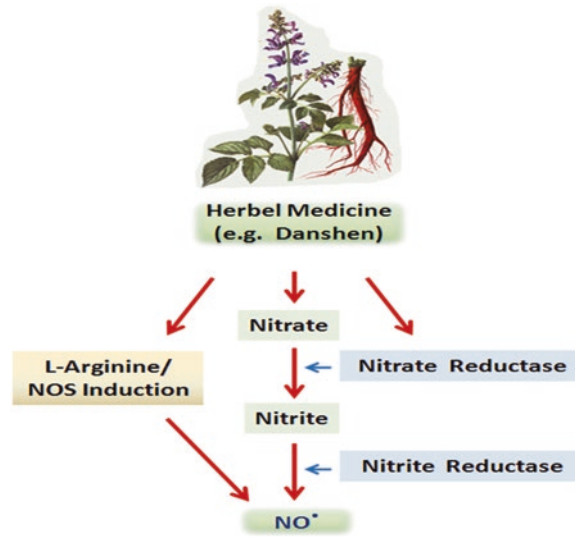 Herbel Medicine
(e.g. Danshen)
Nitrate
L-Arginine/
NOS Induction
Nitrate Reductase
Nitrite
Nitrite Reductase
NO•